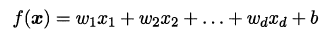 f(x) = w₁x₁ + w₂x₂ + … + w_dx_d + b